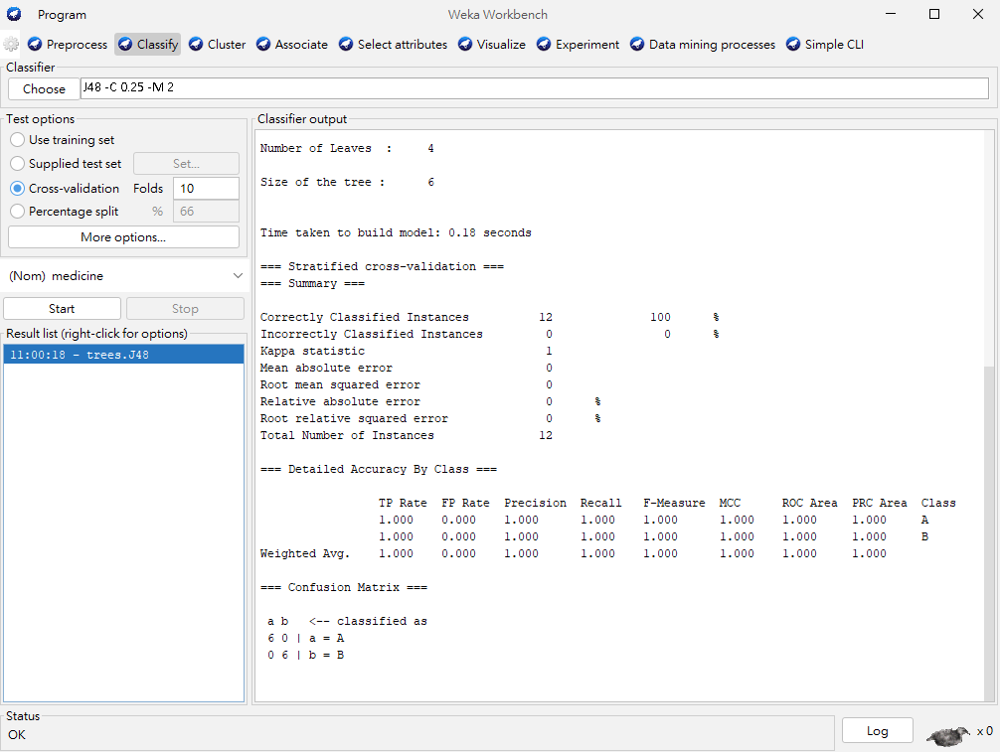 Program
Weka Workbench
Preprocess Classify Cluster Associate Select attributes Visualize Experiment Data mining processes Simple CLI
Classifier
Choose J48 -C 0.25 -M 2
Test options
Use training set
Supplied test set Set...
Cross-validation Folds 10
Percentage split % 66
More options...
(Nom) medicine
Start Stop
Result list (right-click for options)
11:00:18 - trees.J48
Classifier output
Number of Leaves : 4
Size of the tree : 6
Time taken to build model: 0.18 seconds
=== Stratified cross-validation ===
=== Summary ===
Correctly Classified Instances 12 100 %
Incorrectly Classified Instances 0 0 %
Kappa statistic 1
Mean absolute error 0
Root mean squared error 0
Relative absolute error 0 %
Root relative squared error 0 %
Total Number of Instances 12
=== Detailed Accuracy By Class ===
TP Rate FP Rate Precision Recall F-Measure MCC ROC Area PRC Area Class
1.000 0.000 1.000 1.000 1.000 1.000 1.000 1.000 A
1.000 0.000 1.000 1.000 1.000 1.000 1.000 1.000 B
Weighted Avg. 1.000 0.000 1.000 1.000 1.000 1.000 1.000 1.000
=== Confusion Matrix ===
a b <-- classified as
6 0 | a = A
0 6 | b = B
Status
OK
Log
x 0